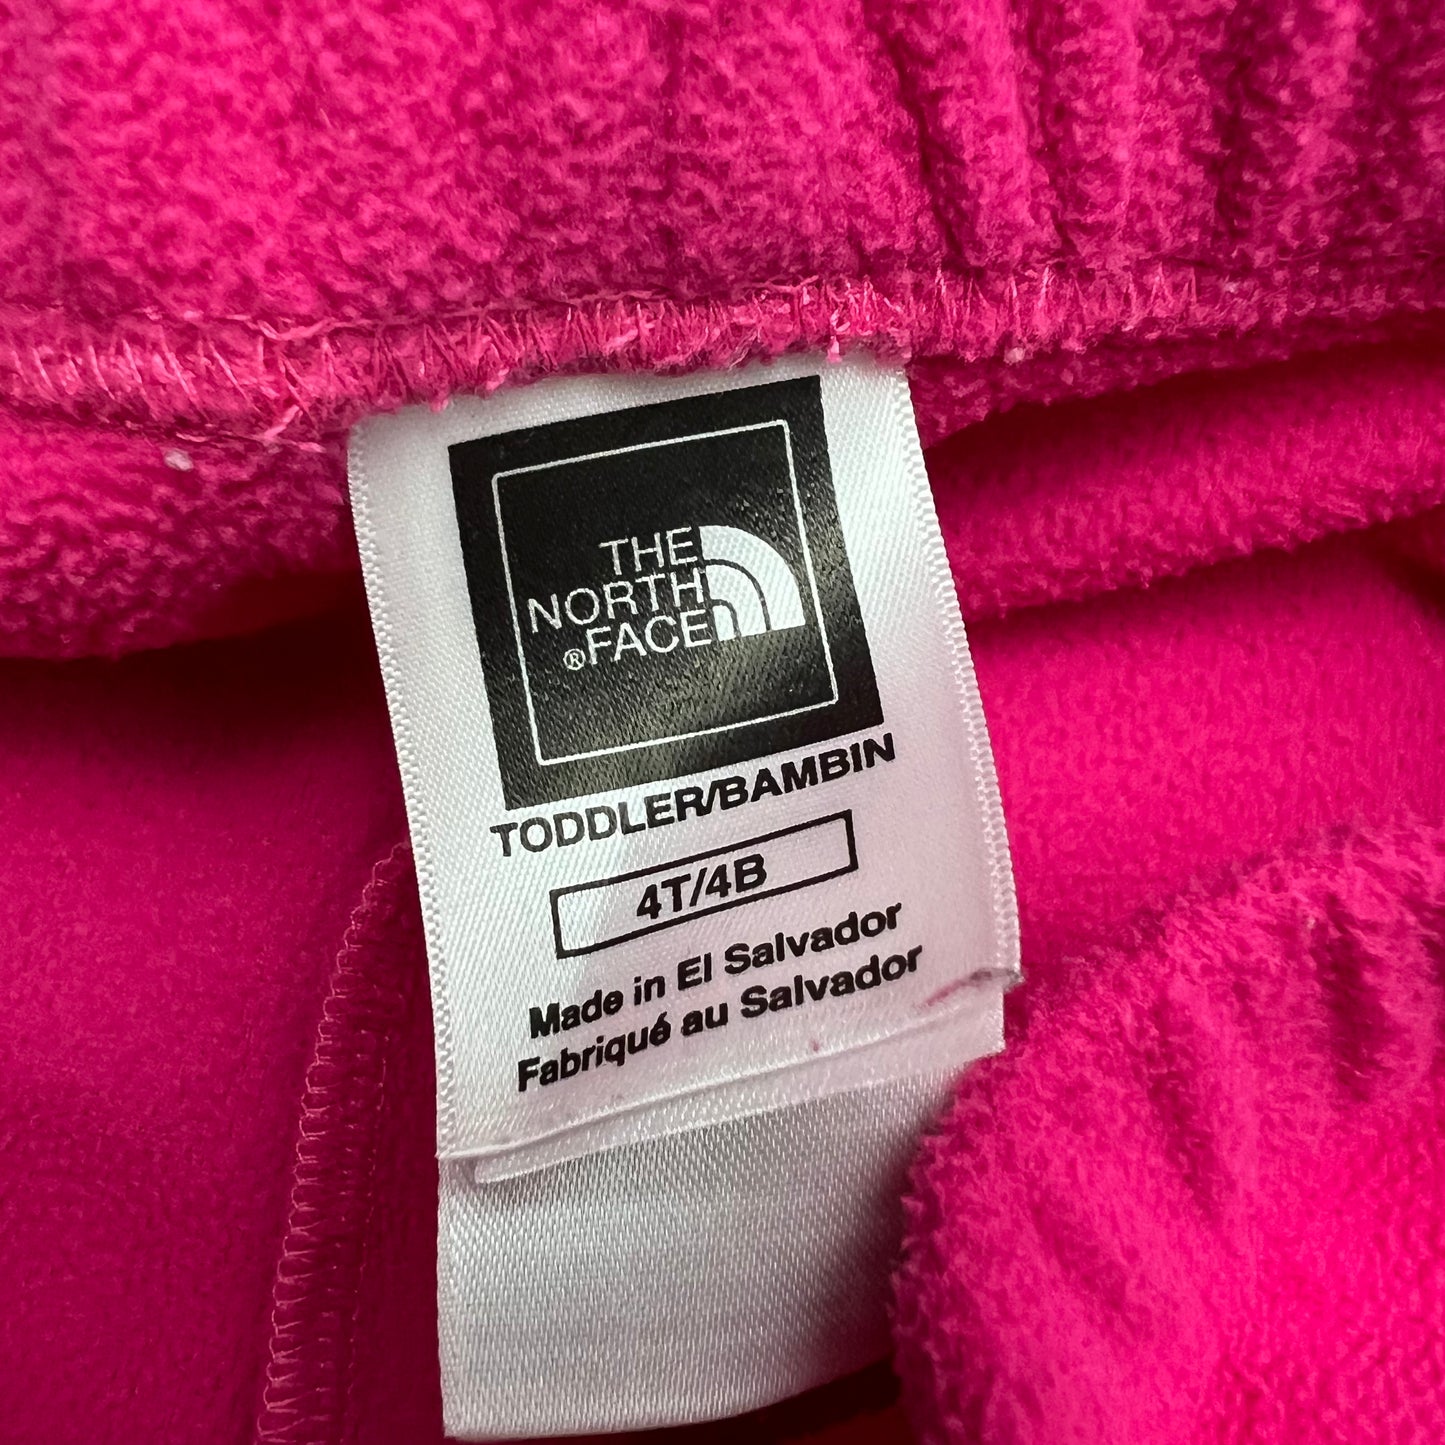 THE
NORTH
®FACE
TODDLER/BAMBIN
4T/4B
Made in El Salvador
Fabriqué au Salvador